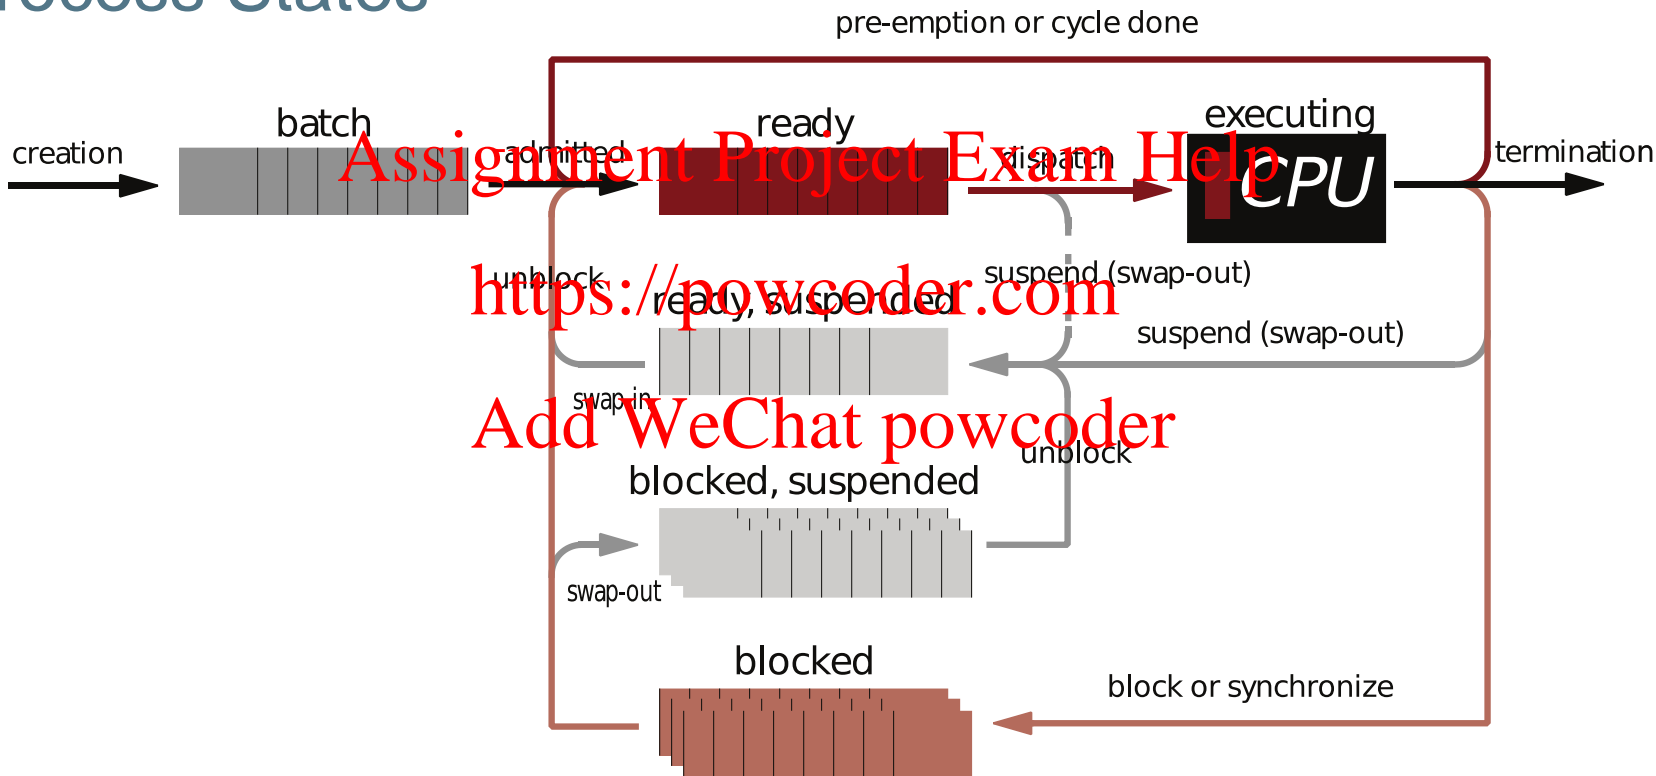 rocess States
pre-emption or cycle done
batch
ready
executing
creation
admitted
dispatch
termination
Assignment Project Exam Help
CPU
unblock
suspend (swap-out)
https://powcoder.com
ready, suspended
suspend (swap-out)
swap-in
Add WeChat powcoder
unblock
blocked, suspended
swap-out
blocked
block or synchronize